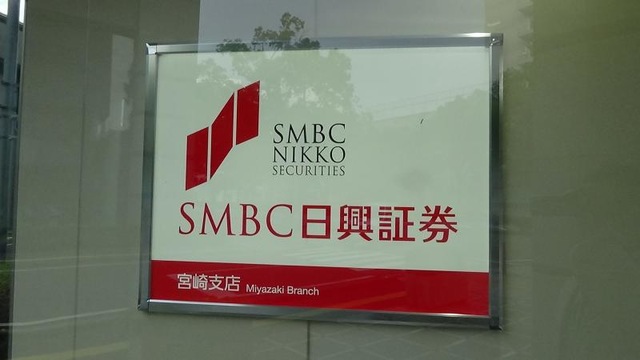 SMBC
NIKKO
SECURITIES
SMBC日興証券
宮崎支店 Miyazaki Branch